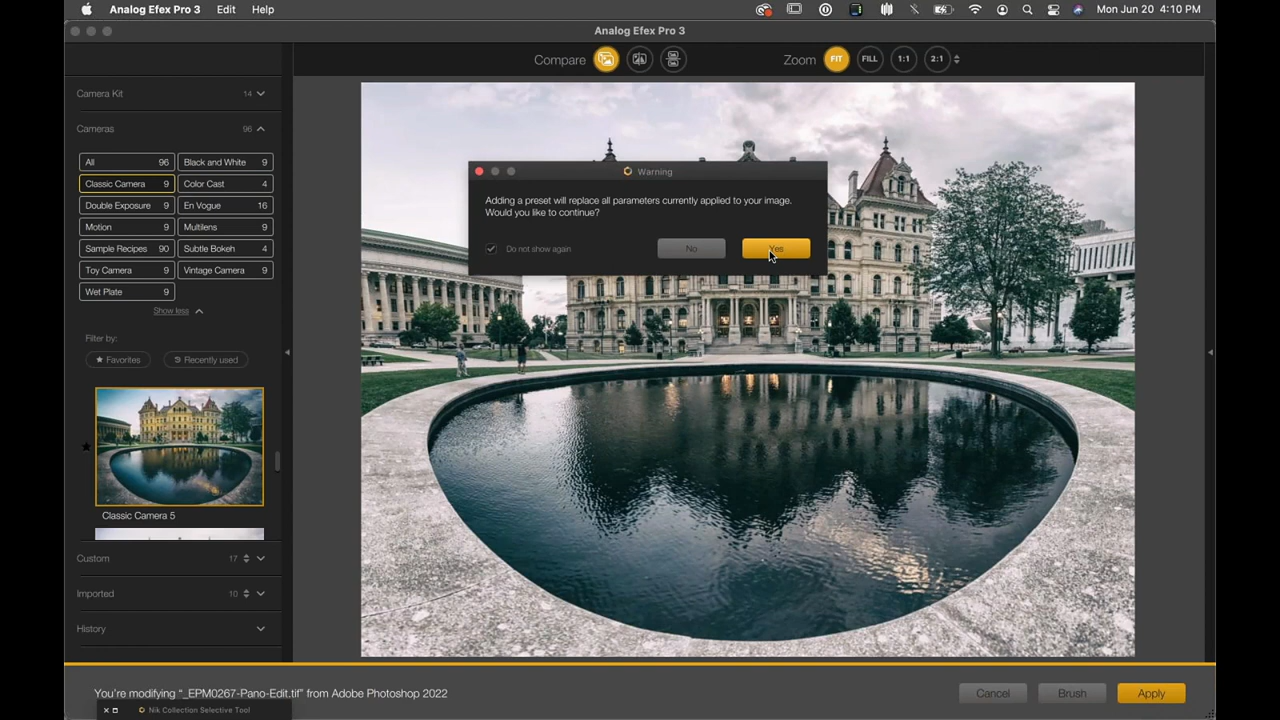 Analog Efex Pro 3 Edit Help
Mon Jun 20 4:10 PM
Analog Efex Pro 3
Compare
Zoom FIT FILL 1:1 2:1
Camera Kit 14
Cameras 96
All 96 Black and White 9
Classic Camera 9 Color Cast 4
Double Exposure 9 En Vogue 16
Motion 9 Multilens 9
Sample Recipes 90 Subtle Bokeh 4
Toy Camera 9 Vintage Camera 9
Wet Plate 9
Show less
Filter by:
Favorites Recently used
Classic Camera 5
Custom 17
Imported 10
History
Warning
Adding a preset will replace all parameters currently applied to your image.
Would you like to continue?
Do not show again No Yes
You're modifying "_EPM0267-Pano-Edit.tif" from Adobe Photoshop 2022
Cancel Brush Apply
Nik Collection Selective Tool